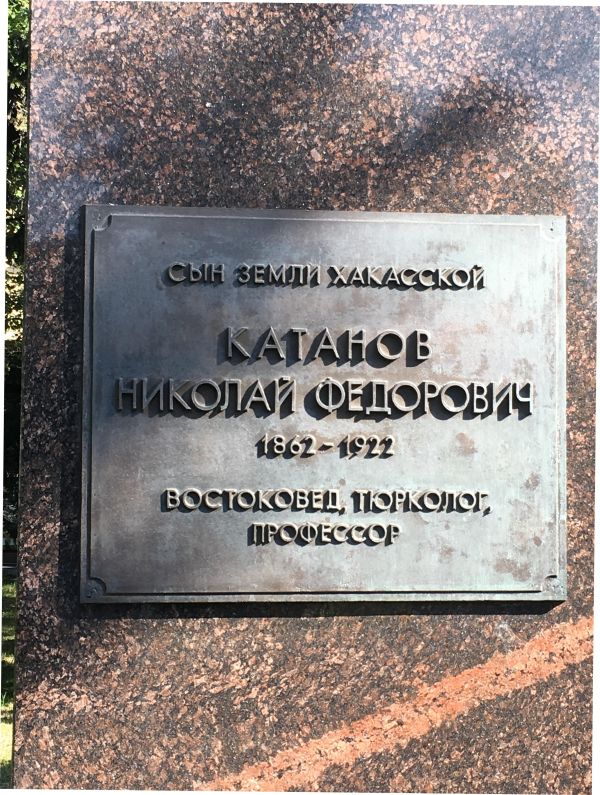 СЫН ЗЕМЛИ ХАКАССКОЙ
КАТАНОВ
НИКОЛАЙ ФЕДОРОВИЧ
1862-1922
ВОСТОКОВЕД, ТЮРКОЛОГ,
ПРОФЕССОР